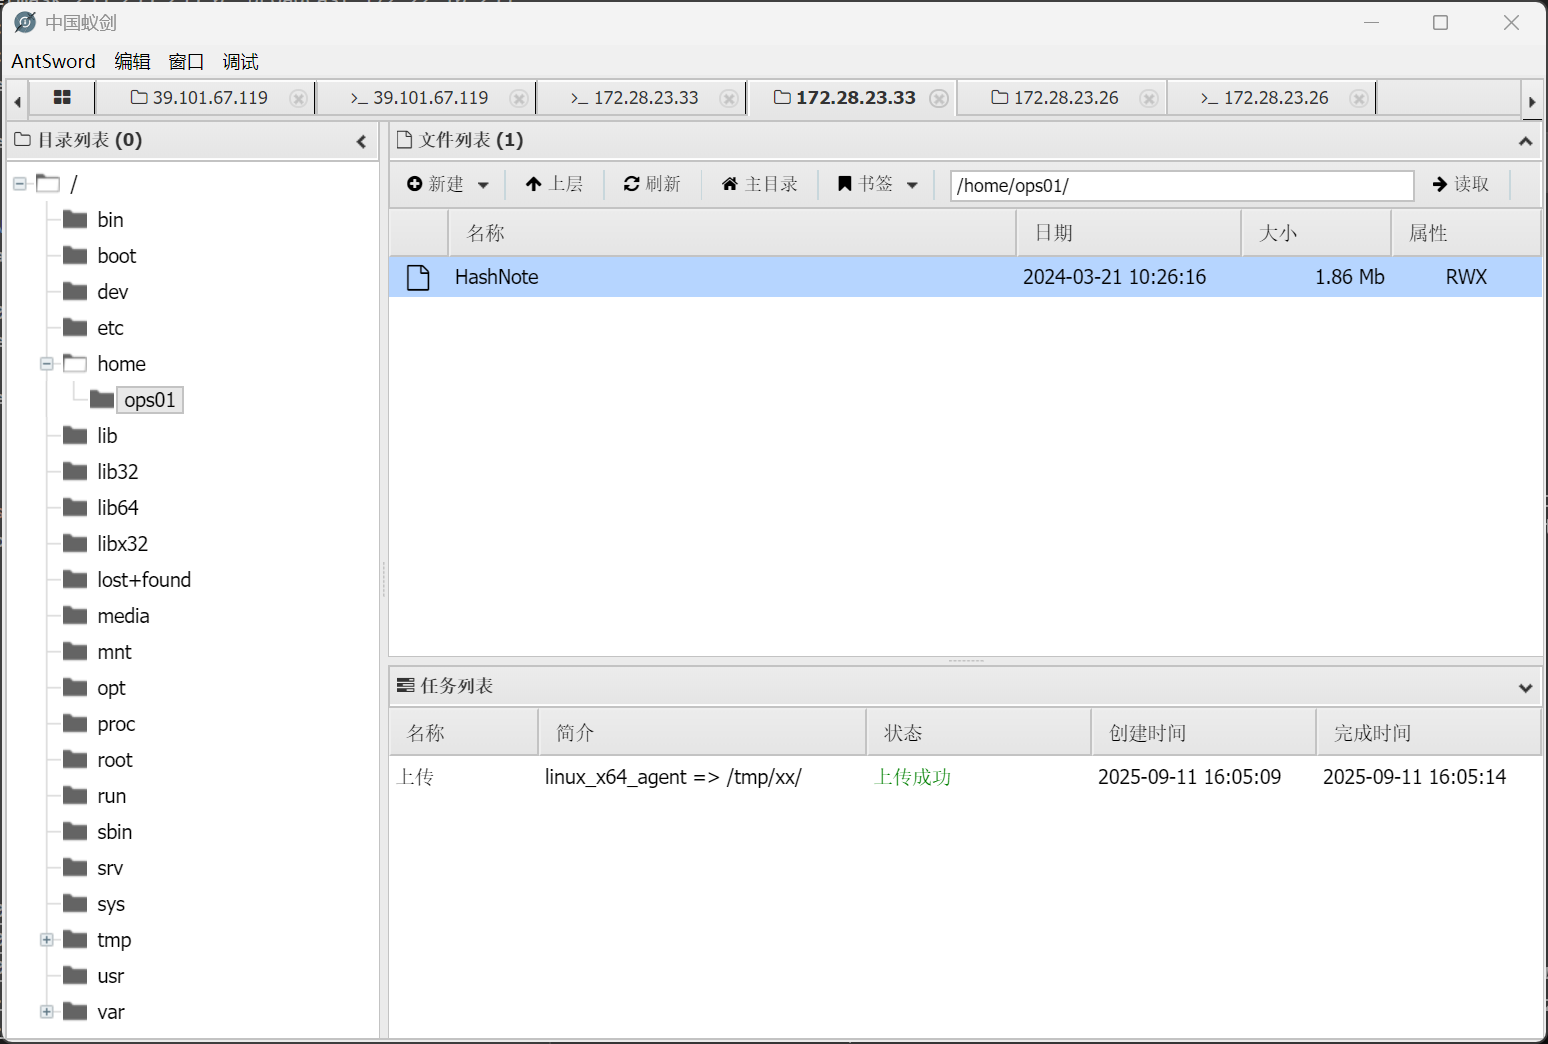 中国蚁剑
AntSword 编辑 窗口 调试
39.101.67.119 >_ 39.101.67.119 >_ 172.28.23.33 172.28.23.33 172.28.23.26 >_ 172.28.23.26
目录列表 (0)
/
bin
boot
dev
etc
home
ops01
lib
lib32
lib64
libx32
lost+found
media
mnt
opt
proc
root
run
sbin
srv
sys
tmp
usr
var
文件列表 (1)
新建 上层 刷新 主目录 书签 /home/ops01/ 读取
名称 日期 大小 属性
HashNote 2024-03-21 10:26:16 1.86 Mb RWX
任务列表
名称 简介 状态 创建时间 完成时间
上传 linux_x64_agent => /tmp/xx/ 上传成功 2025-09-11 16:05:09 2025-09-11 16:05:14